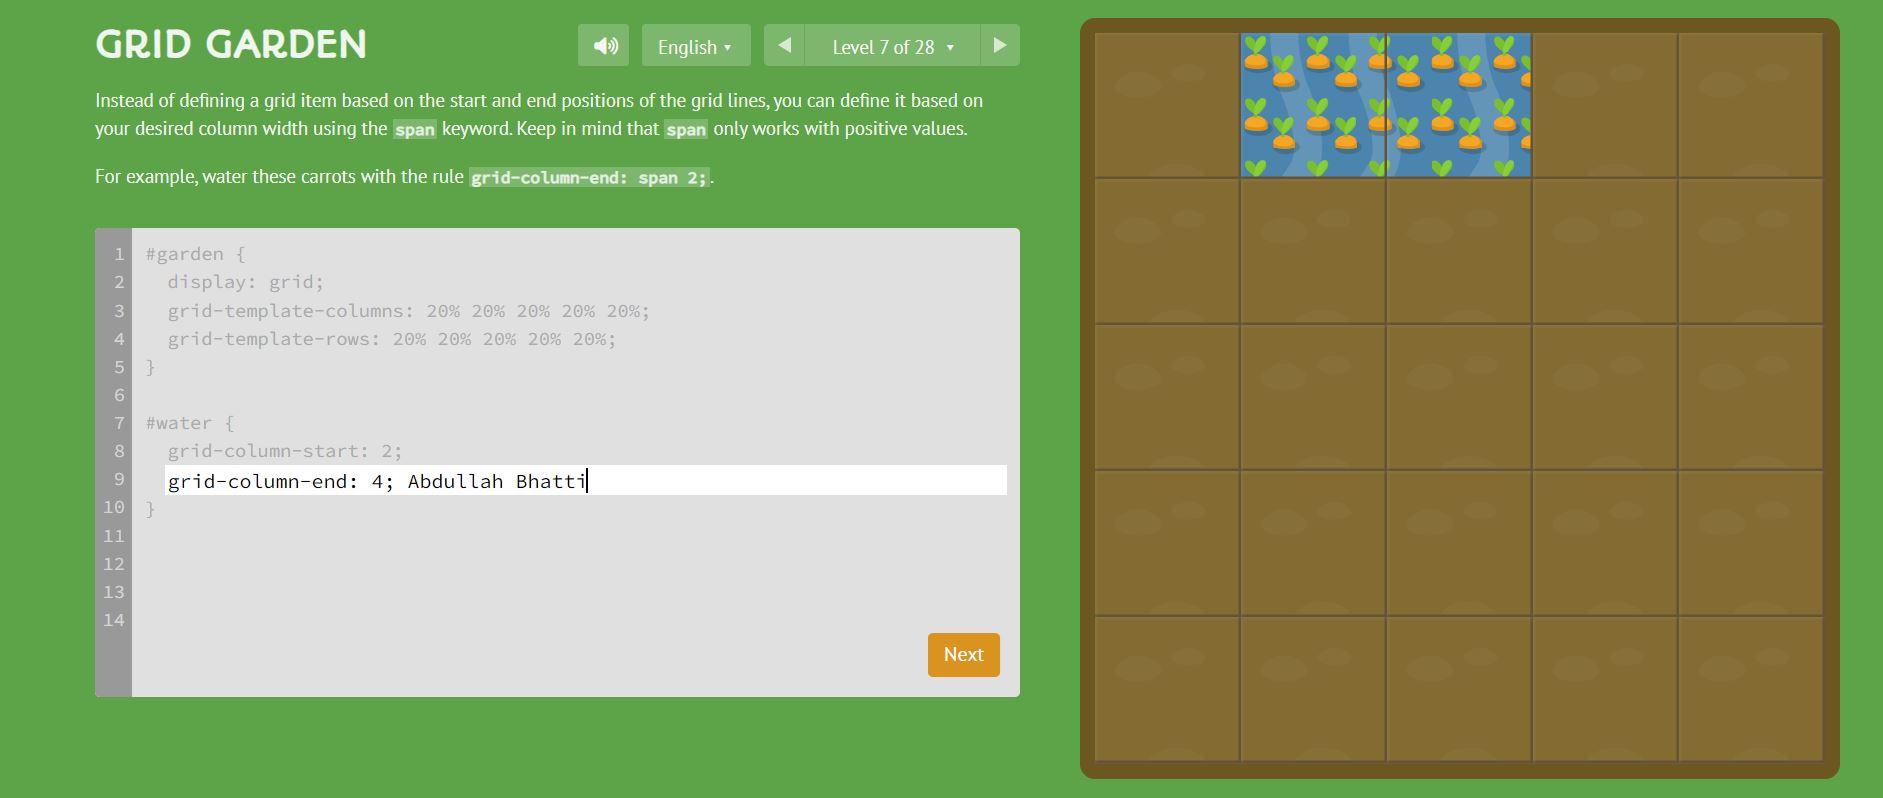 GRID GARDEN
English ▾
Level 7 of 28 ▾
Instead of defining a grid item based on the start and end positions of the grid lines, you can define it based on
your desired column width using the span keyword. Keep in mind that span only works with positive values.
For example, water these carrots with the rule grid-column-end: span 2;.
1 #garden {
2 display: grid;
3 grid-template-columns: 20% 20% 20% 20% 20%;
4 grid-template-rows: 20% 20% 20% 20% 20%;
5 }
6
7 #water {
8 grid-column-start: 2;
9 grid-column-end: 4; Abdullah Bhatti
10 }
11
12
13
14
Next